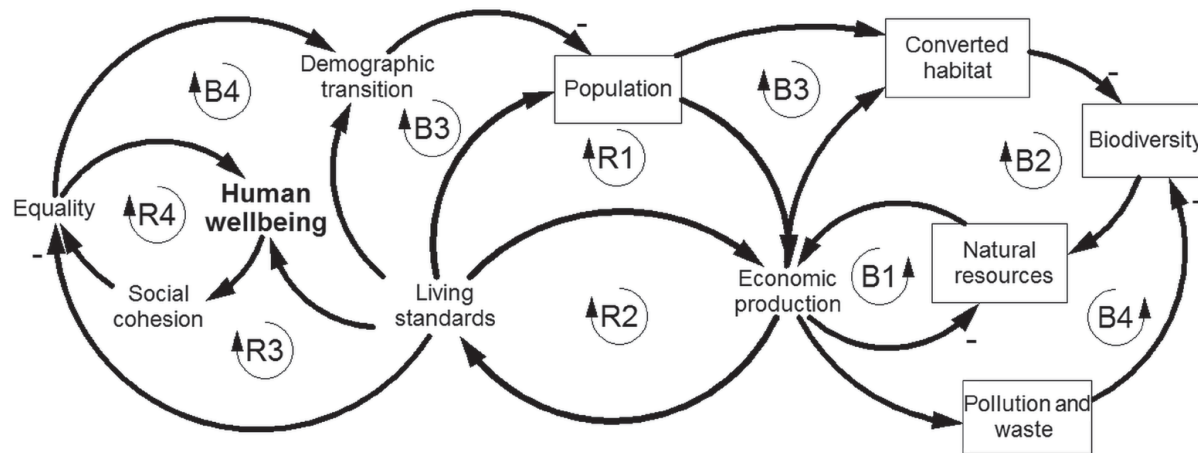 -
Converted
habitat
Demographic
transition
B4
Population
B3
-
B3
R1
Biodiversity
B2
-
Equality
R4
Human
wellbeing
-
Social
cohesion
Living
standards
Economic
production
B1
Natural
resources
R3
R2
-
B4
Pollution and
waste